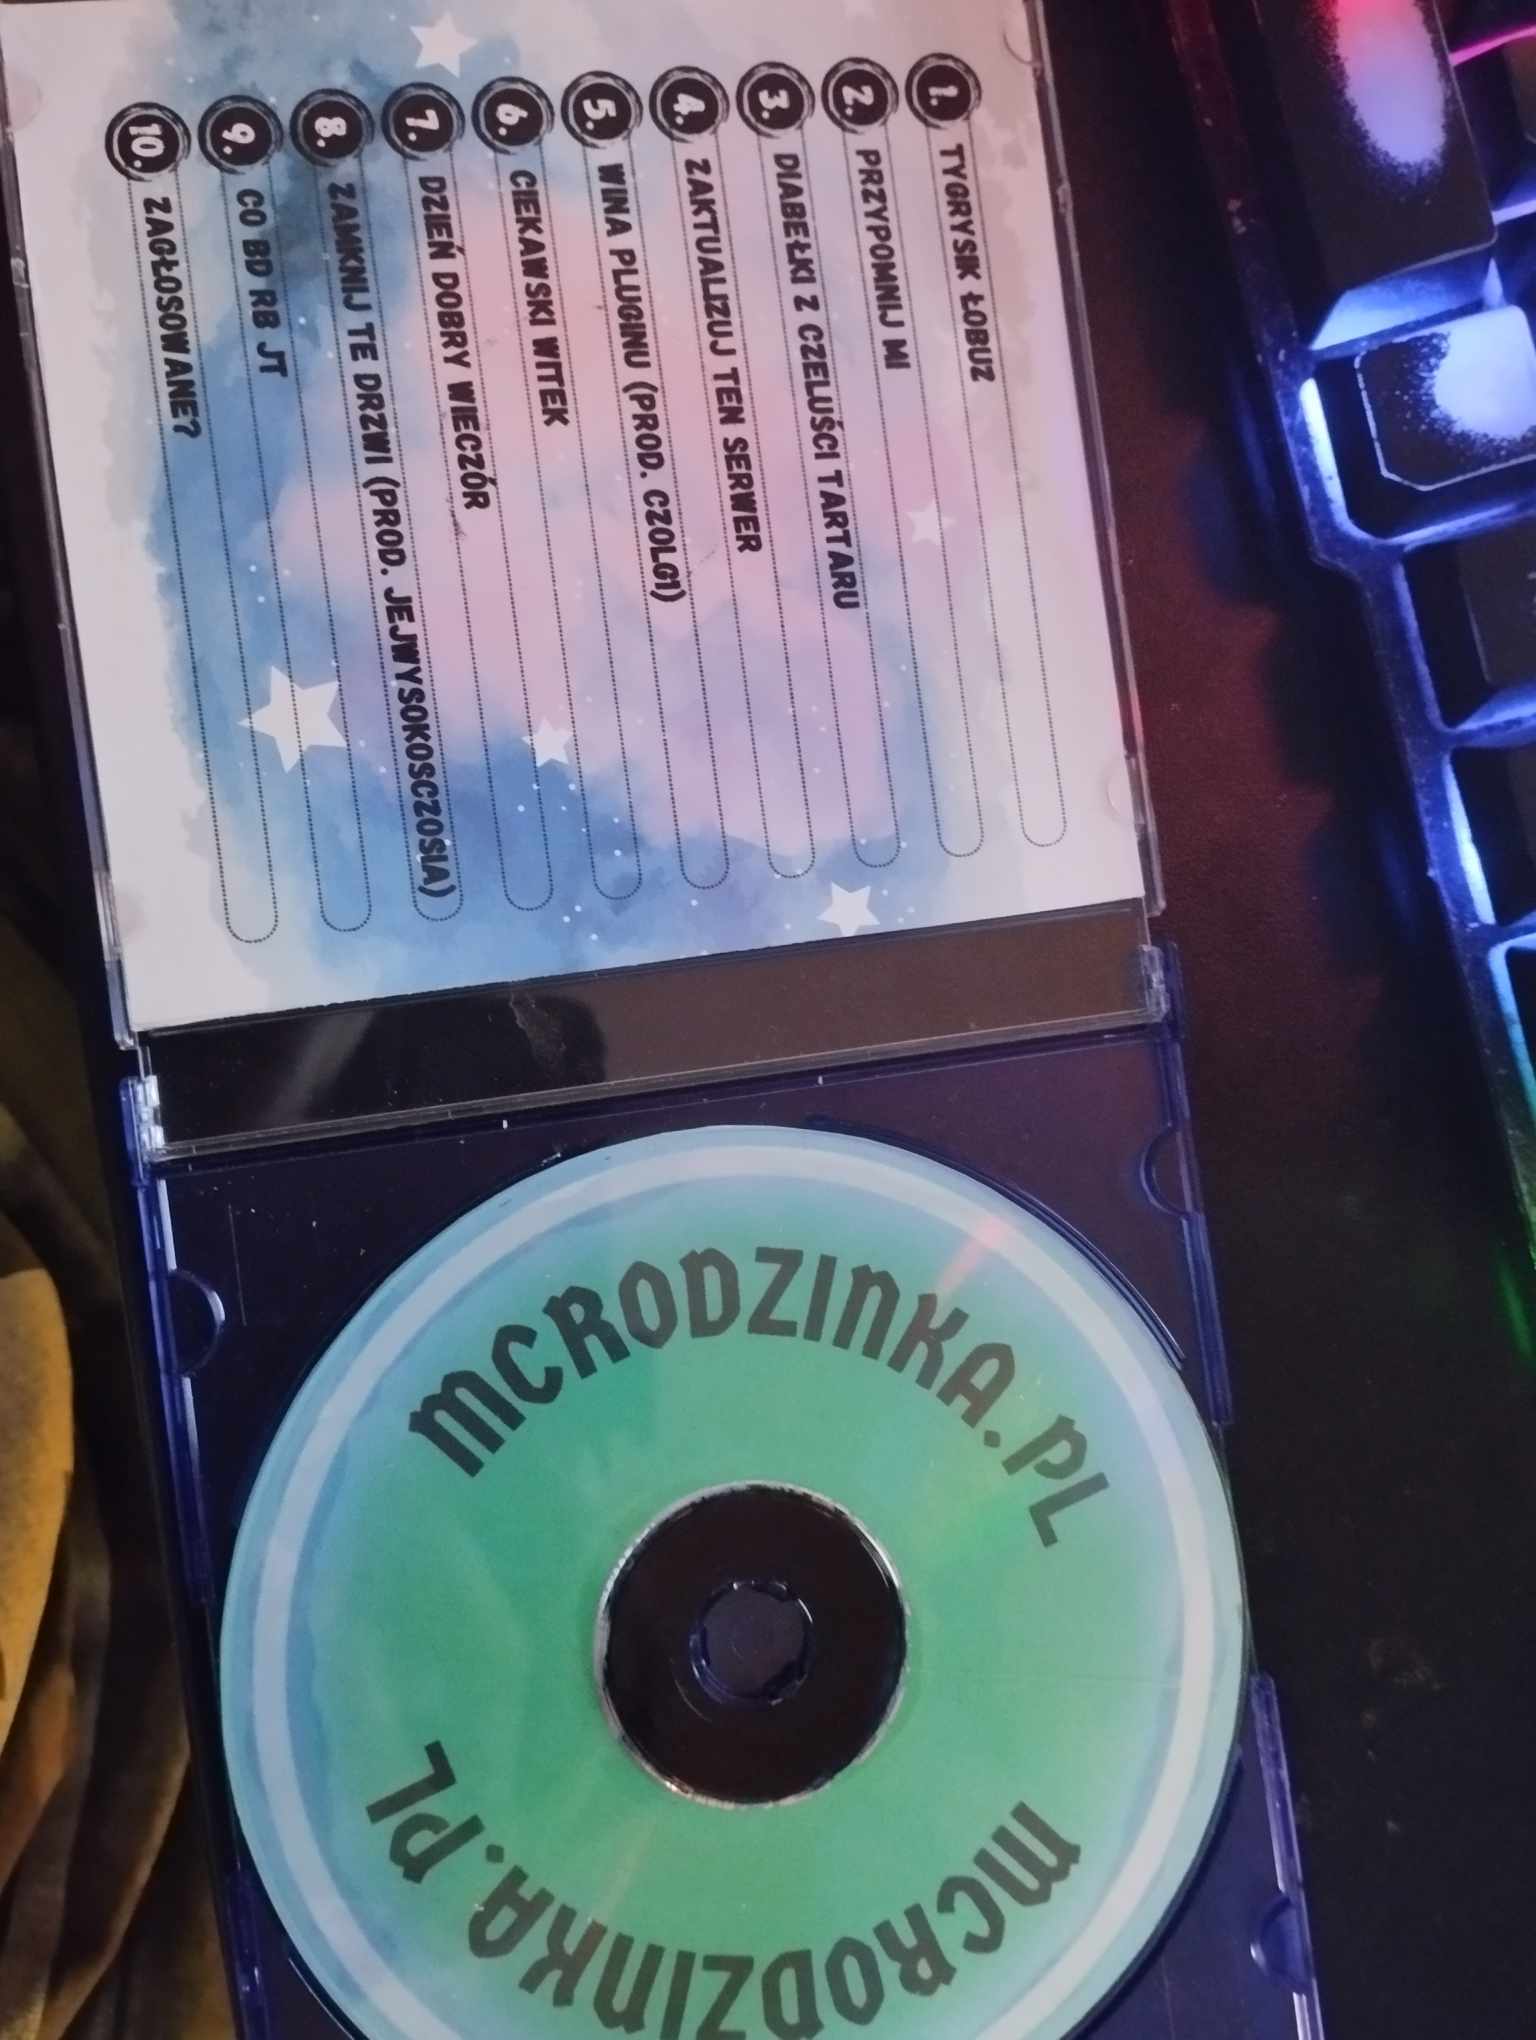 1. TYGRYSIK ŁOBUZ
2. PRZYPOMNIJ MI
3. DIABEŁKI Z CZELUŚCI TARTARU
4. ZAKTUALIZUJ TEN SERWER
5. WINA PLUGINU (PROD. CZOLG1)
6. CIEKAWSKI WITEK
7. DZIEŃ DOBRY WIECZÓR
8. ZAMKNIJ TE DRZWI (PROD. JEJWYSOKOSCZOSIA)
9. CO BD RB JT
10. ZAGŁOSOWANE?
MCRODZINKA.PL
MCRODZINKA.PL